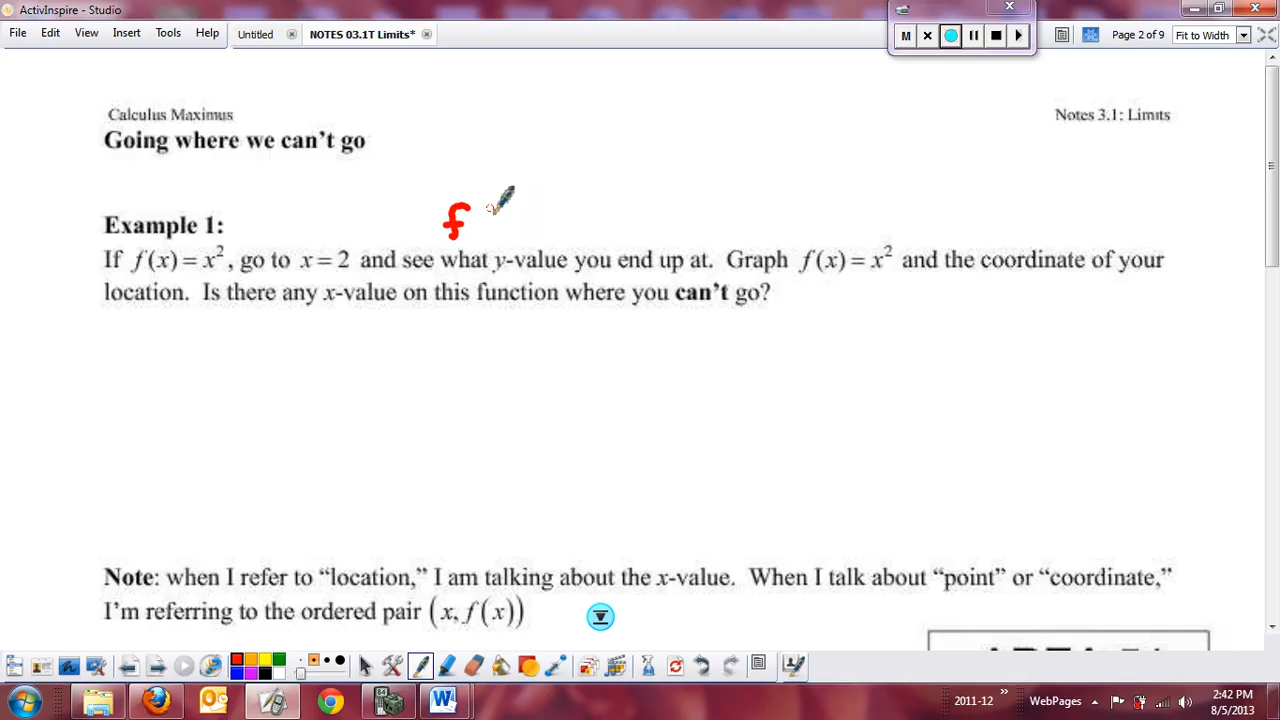 ActivInspire - Studio
File Edit View Insert Tools Help Untitled NOTES 03.1T Limits* M Page 2 of 9 Fit to Width
Calculus Maximus Notes 3.1: Limits
Going where we can't go
f
Example 1:
If f(x) = x², go to x = 2 and see what y-value you end up at. Graph f(x) = x² and the coordinate of your
location. Is there any x-value on this function where you can't go?
Note: when I refer to “location,” I am talking about the x-value. When I talk about “point” or “coordinate,”
I'm referring to the ordered pair (x, f(x))
2011-12 WebPages 2:42 PM
8/5/2013